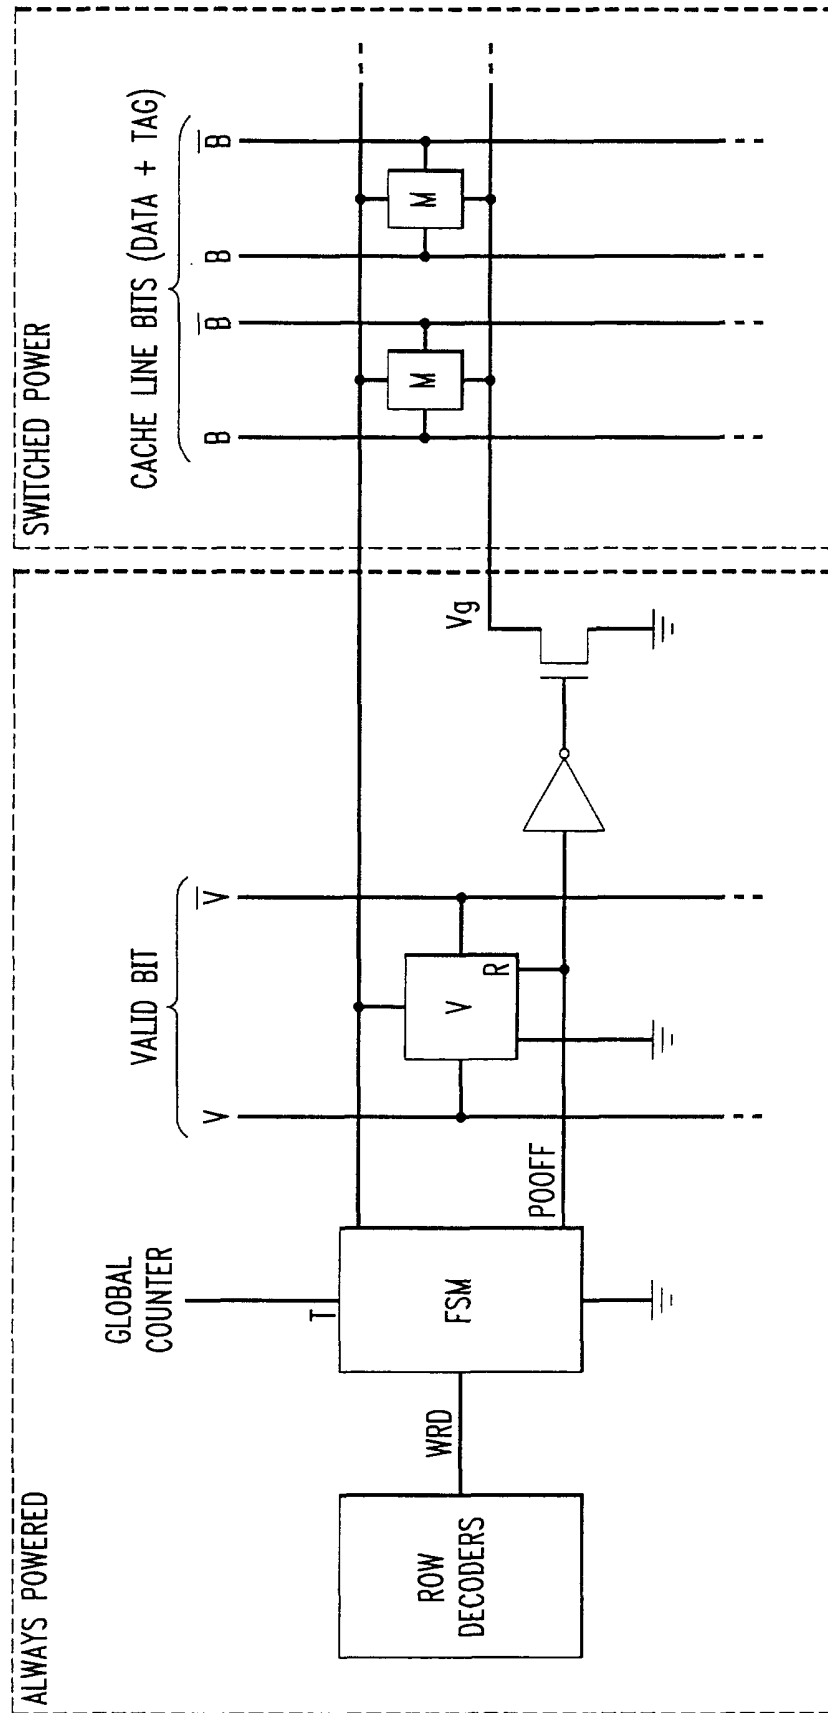 ALWAYS POWERED
SWITCHED POWER
GLOBAL
COUNTER
VALID BIT
CACHE LINE BITS (DATA + TAG)
V
V̅
B
B̅
B
B̅
T
ROW
DECODERS
WRD
FSM
V
R
M
M
POOFF
Vg